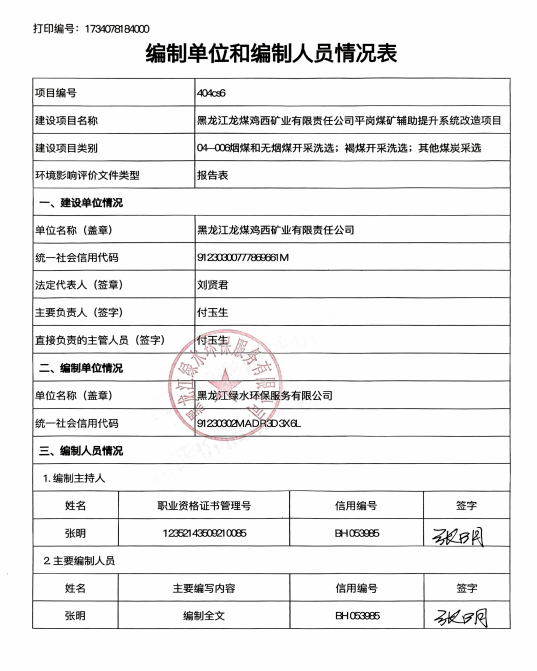 打印编号：1734078184000
编制单位和编制人员情况表
项目编号 404cs6
建设项目名称 黑龙江龙煤鸡西矿业有限责任公司平岗煤矿辅助提升系统改造项目
建设项目类别 04—006烟煤和无烟煤开采洗选；褐煤开采洗选；其他煤炭采选
环境影响评价文件类型 报告表
一、建设单位情况
单位名称（盖章） 黑龙江龙煤鸡西矿业有限责任公司
统一社会信用代码 91230300777869661M
法定代表人（签章） 刘贤君
主要负责人（签字） 付玉生
直接负责的主管人员（签字） 付玉生
二、编制单位情况
单位名称（盖章） 黑龙江绿水环保服务有限公司
统一社会信用代码 91230302MADR3D3X6L
三、编制人员情况
1.编制主持人
姓名 职业资格证书管理号 信用编号 签字
张明 12352143509210085 BH053985 张明
2.主要编制人员
姓名 主要编写内容 信用编号 签字
张明 编制全文 BH053985 张明
黑龙江绿水环保服务有限公司